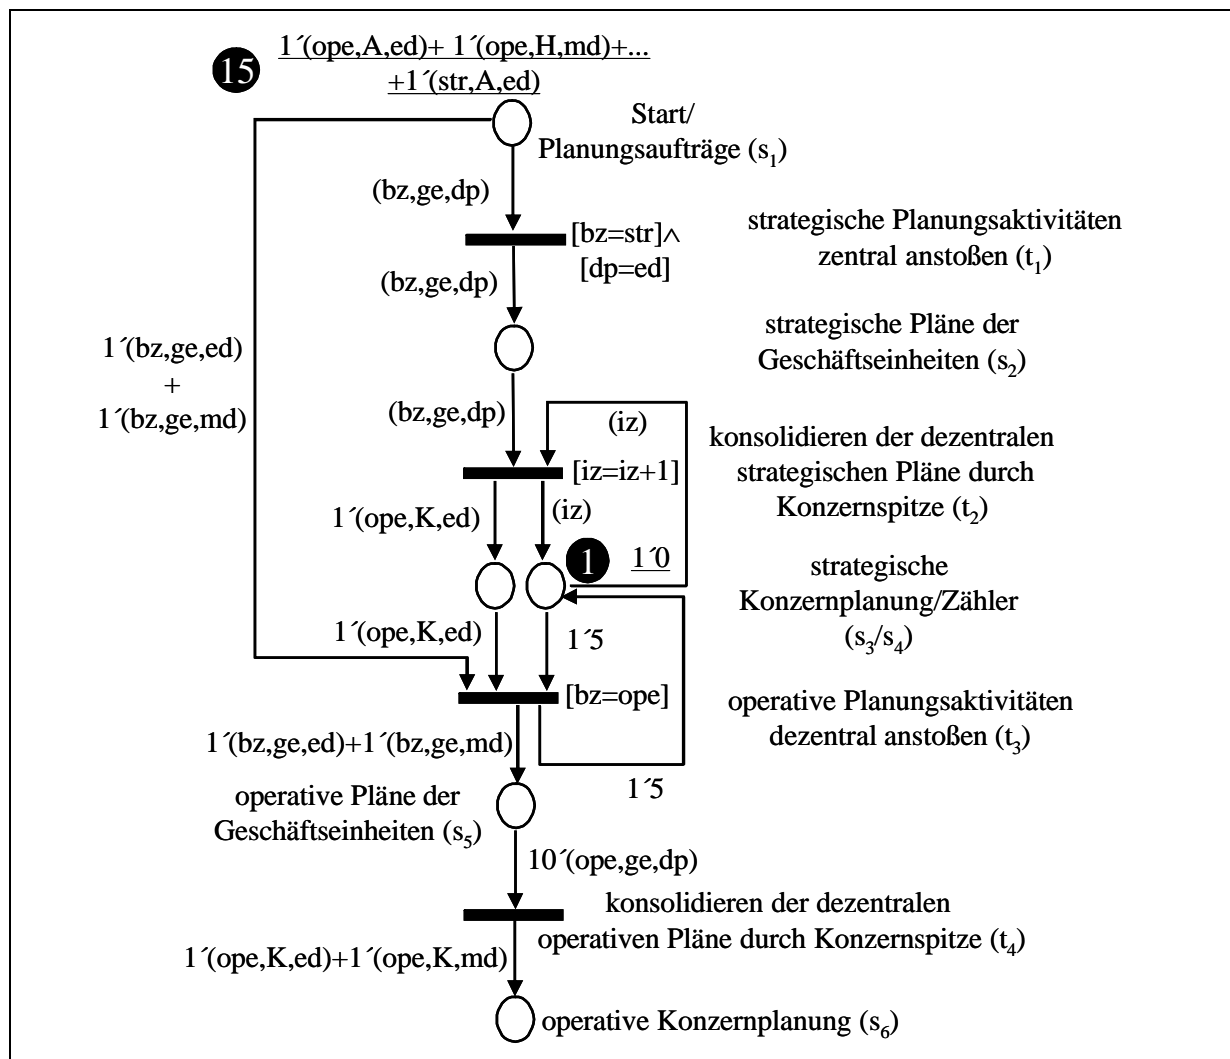 15
1´(ope,A,ed)+ 1´(ope,H,md)+...
+1´(str,A,ed)
Start/
Planungsaufträge (s1)
(bz,ge,dp)
[bz=str]∧
[dp=ed]
strategische Planungsaktivitäten
zentral anstoßen (t1)
(bz,ge,dp)
strategische Pläne der
Geschäftseinheiten (s2)
1´(bz,ge,ed)
+
1´(bz,ge,md)
(bz,ge,dp)
(iz)
[iz=iz+1]
konsolidieren der dezentralen
strategischen Pläne durch
Konzernspitze (t2)
1´(ope,K,ed)
(iz)
1
1´0
strategische
Konzernplanung/Zähler
(s3/s4)
1´(ope,K,ed)
1´5
[bz=ope]
operative Planungsaktivitäten
dezentral anstoßen (t3)
1´(bz,ge,ed)+1´(bz,ge,md)
1´5
operative Pläne der
Geschäftseinheiten (s5)
10´(ope,ge,dp)
konsolidieren der dezentralen
operativen Pläne durch Konzernspitze (t4)
1´(ope,K,ed)+1´(ope,K,md)
operative Konzernplanung (s6)